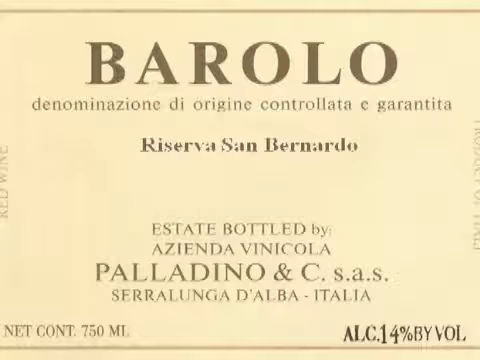 BAROLO
denominazione di origine controllata e garantita
Riserva San Bernardo
RED WINE
PRODUCT OF ITALY
ESTATE BOTTLED by:
AZIENDA VINICOLA
PALLADINO & C. s.a.s.
SERRALUNGA D'ALBA - ITALIA
NET CONT. 750 ML
ALC.14%BY VOL